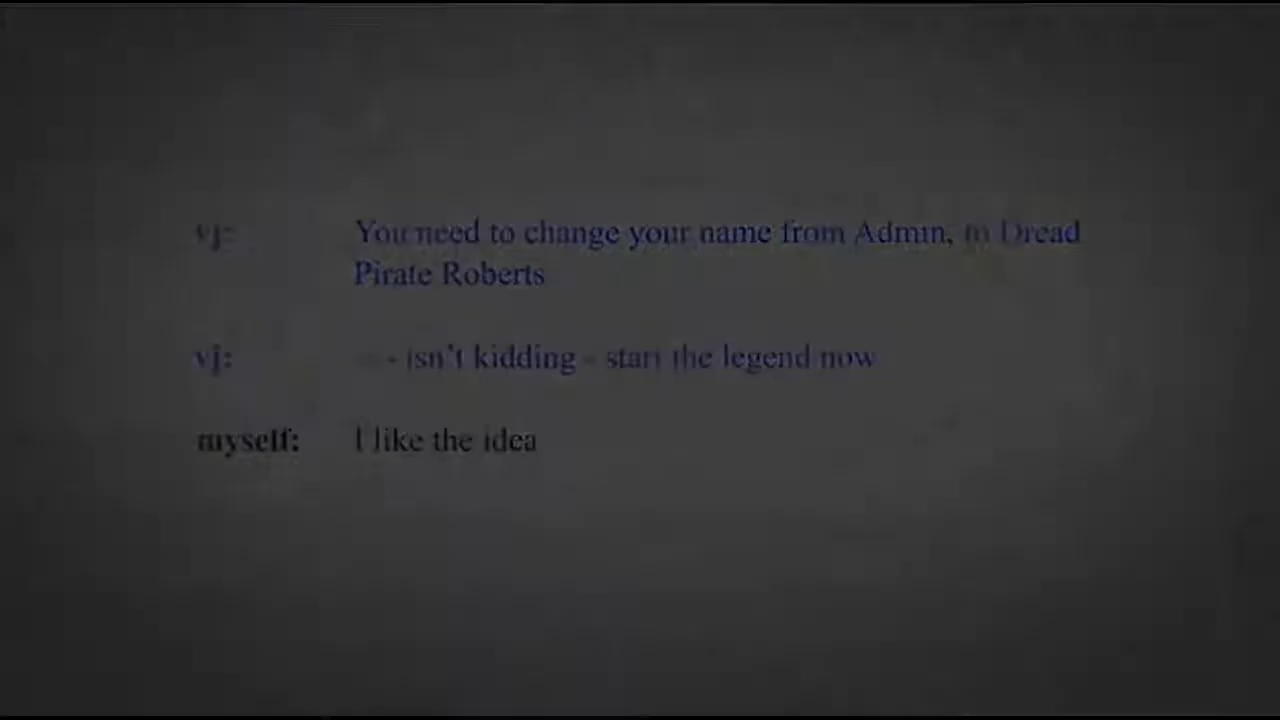 vj: You need to change your name from Admin, to Dread
Pirate Roberts
vj: - isn't kidding - start the legend now
myself: I like the idea